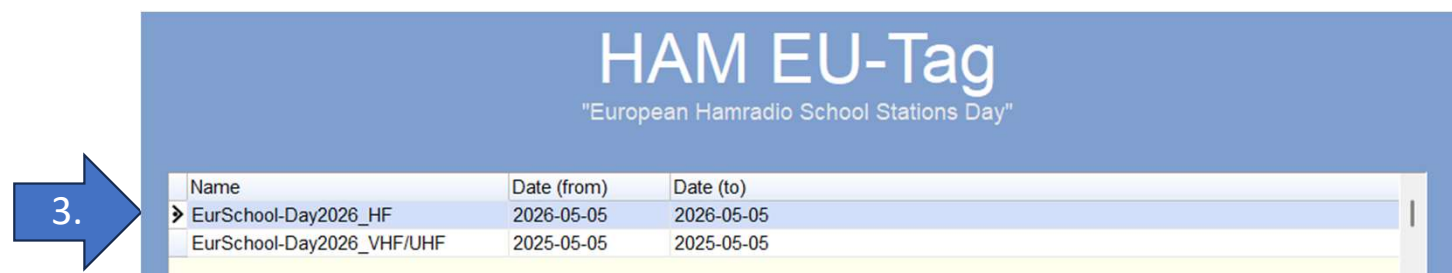 HAM EU-Tag
"European Hamradio School Stations Day"
3.
Name Date (from) Date (to)
EurSchool-Day2026_HF 2026-05-05 2026-05-05
EurSchool-Day2026_VHF/UHF 2025-05-05 2025-05-05